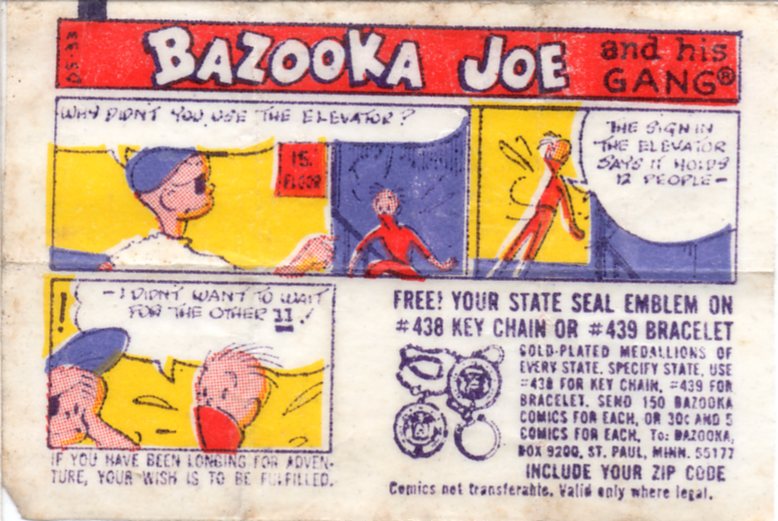 05-33
BAZOOKA JOE and his
GANG®
WHY DIDN'T YOU USE THE ELEVATOR?
15
FLOOR
THE SIGN IN
THE ELEVATOR
SAYS IT HOLDS
12 PEOPLE-
!
-I DIDN'T WANT TO WAIT
FOR THE OTHER 11!
IF YOU HAVE BEEN LONGING FOR ADVEN-
TURE, YOUR WISH IS TO BE FULFILLED.
FREE! YOUR STATE SEAL EMBLEM ON
#438 KEY CHAIN OR #439 BRACELET
GOLD-PLATED MEDALLIONS OF
EVERY STATE. SPECIFY STATE, USE
#438 FOR KEY CHAIN, #439 FOR
BRACELET. SEND 150 BAZOOKA
COMICS FOR EACH, OR 30¢ AND 5
COMICS FOR EACH, To: BAZOOKA,
BOX 9200, ST. PAUL, MINN. 55177
INCLUDE YOUR ZIP CODE
Comics not transferable. Valid only where legal.